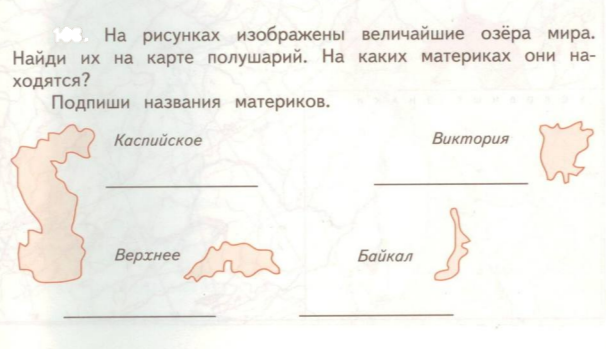 На рисунках изображены величайшие озёра мира.
Найди их на карте полушарий. На каких материках они на-
ходятся?
Подпиши названия материков.
Каспийское
Виктория
Верхнее
Байкал